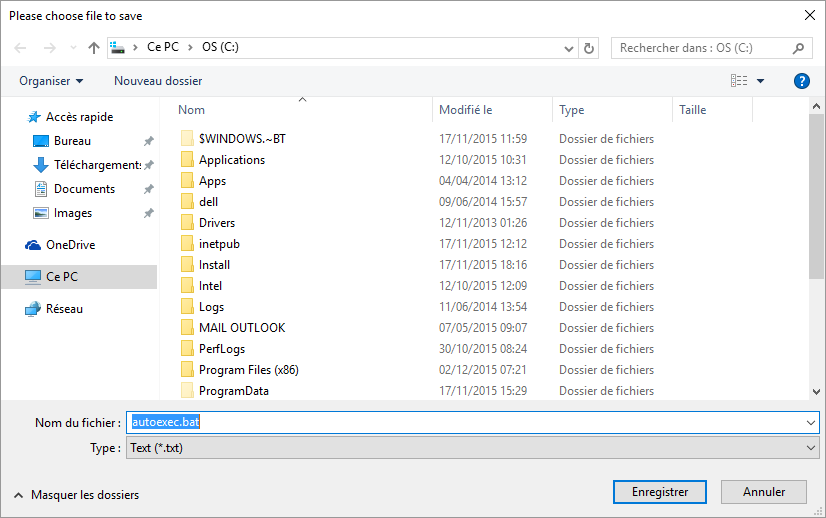 Please choose file to save
Ce PC > OS (C:)
Rechercher dans : OS (C:)
Organiser
Nouveau dossier
?
Nom Modifié le Type Taille
Accès rapide
Bureau
Téléchargements
Documents
Images
OneDrive
Ce PC
Réseau
$WINDOWS.~BT 17/11/2015 11:59 Dossier de fichiers
Applications 12/10/2015 10:31 Dossier de fichiers
Apps 04/04/2014 13:12 Dossier de fichiers
dell 09/06/2014 15:57 Dossier de fichiers
Drivers 12/11/2013 01:26 Dossier de fichiers
inetpub 17/11/2015 12:12 Dossier de fichiers
Install 17/11/2015 18:16 Dossier de fichiers
Intel 12/10/2015 12:09 Dossier de fichiers
Logs 11/06/2014 13:54 Dossier de fichiers
MAIL OUTLOOK 07/05/2015 09:07 Dossier de fichiers
PerfLogs 30/10/2015 08:24 Dossier de fichiers
Program Files (x86) 02/12/2015 07:21 Dossier de fichiers
ProgramData 17/11/2015 15:29 Dossier de fichiers
Nom du fichier : autoexec.bat
Type : Text (*.txt)
Masquer les dossiers
Enregistrer
Annuler